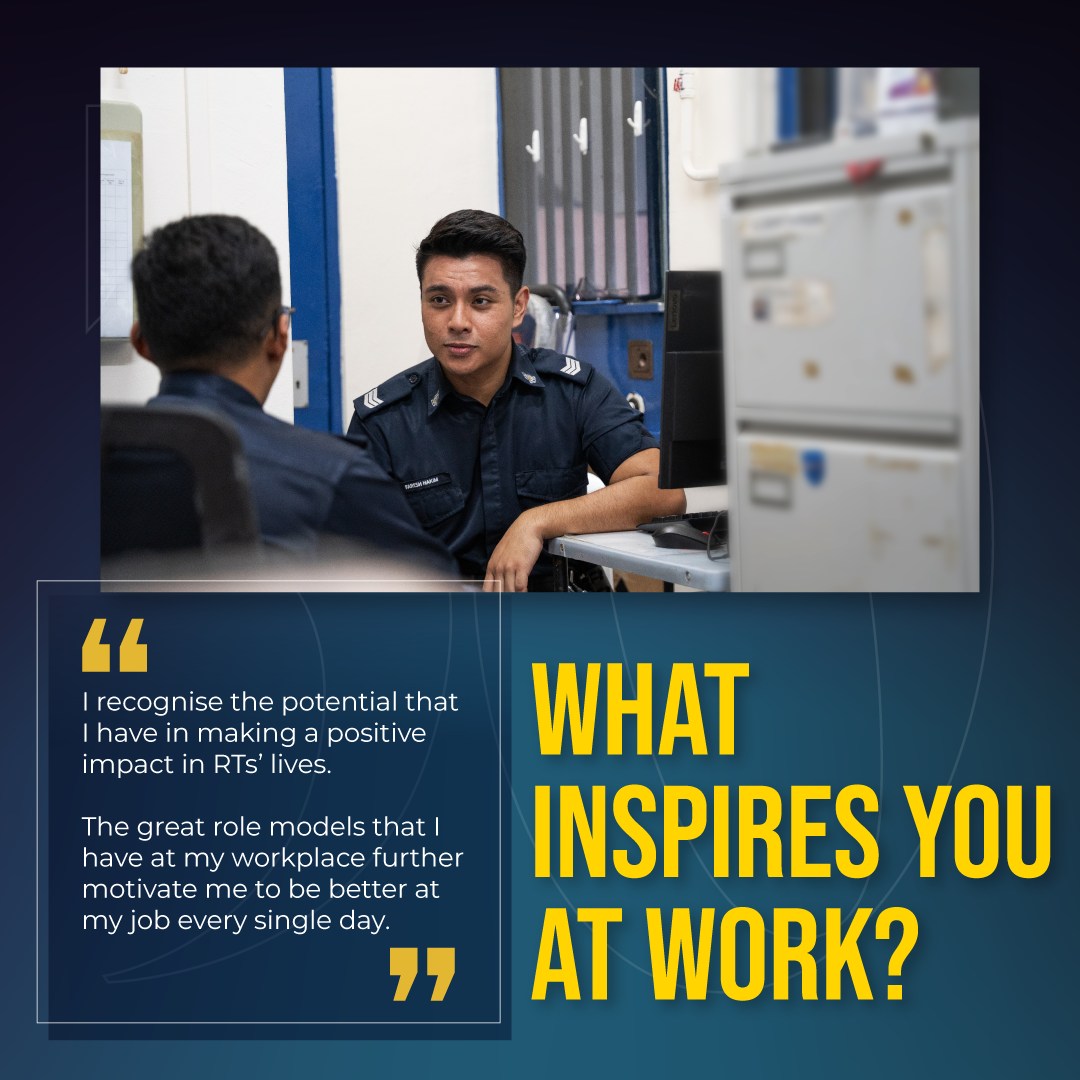 I recognise the potential that
I have in making a positive
impact in RTs’ lives.
The great role models that I
have at my workplace further
motivate me to be better at
my job every single day.
WHAT
INSPIRES YOU
AT WORK?